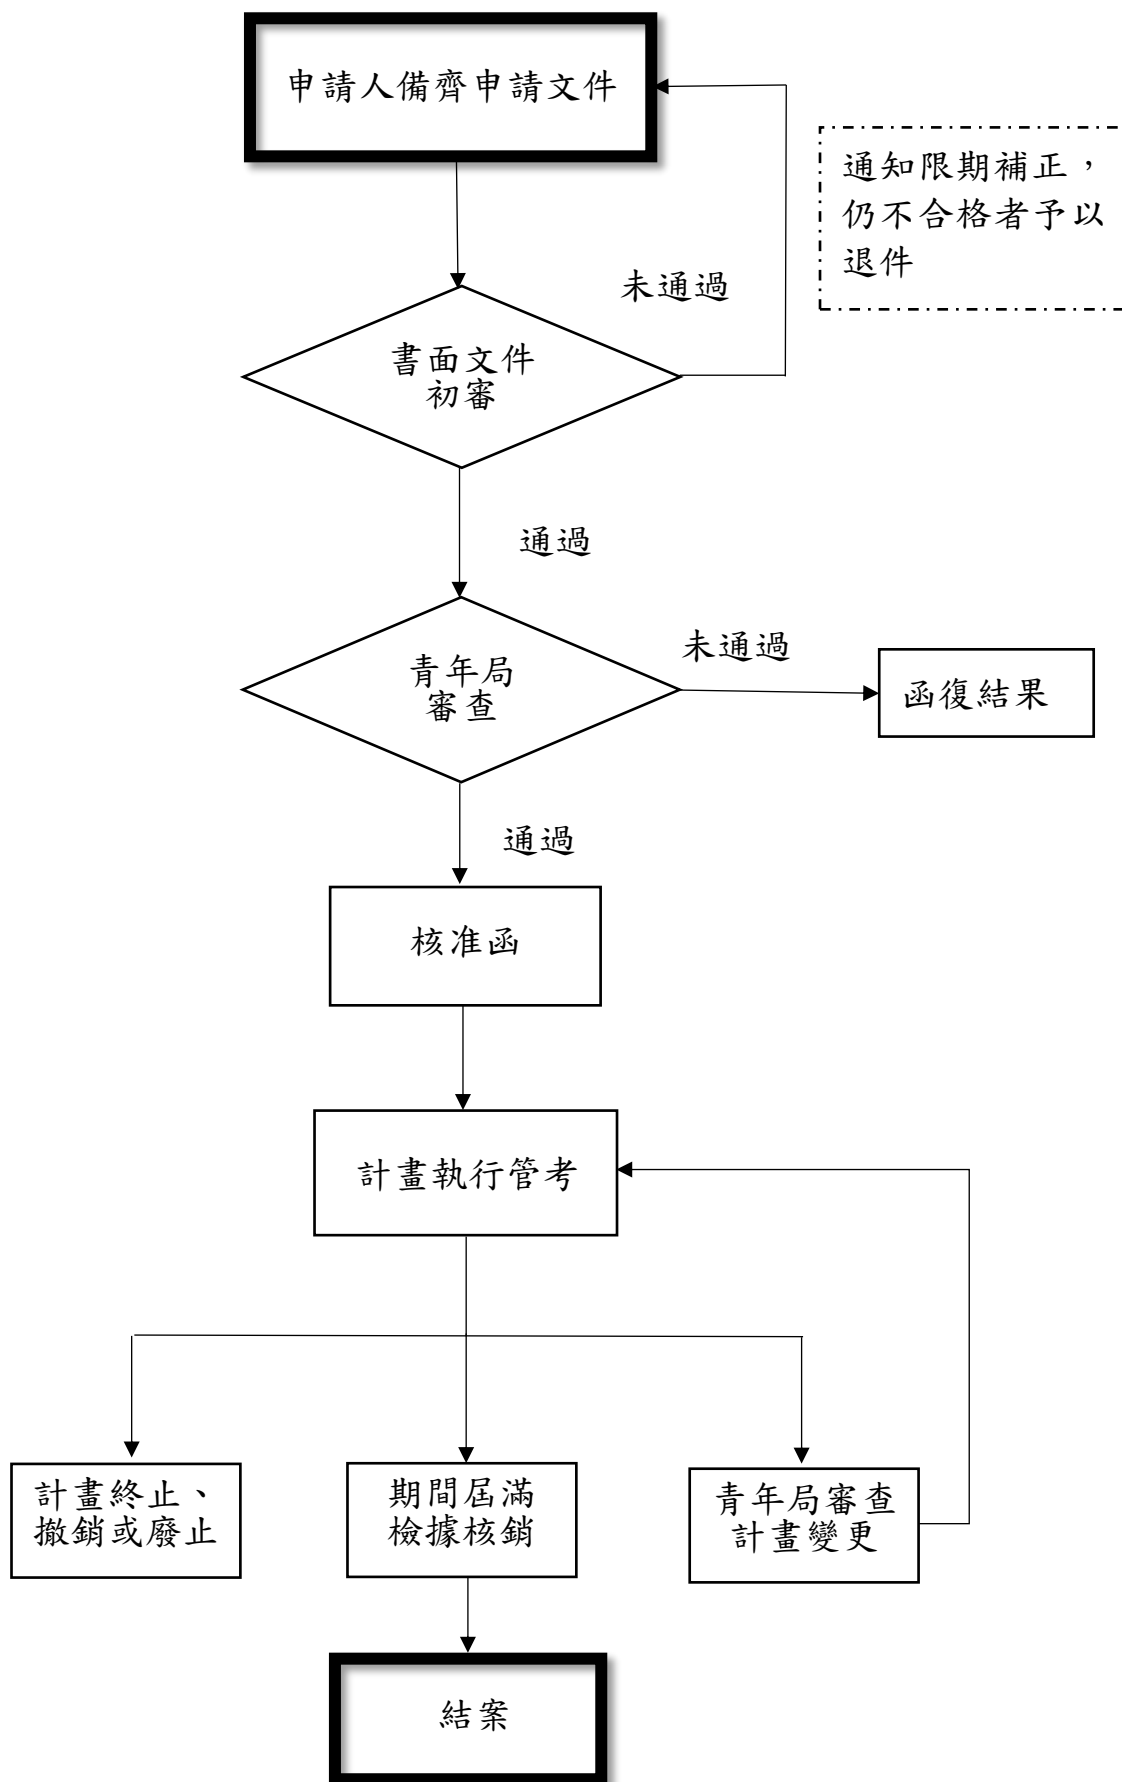 申請人備齊申請文件
通知限期補正，
仍不合格者予以
退件
未通過
書面文件
初審
通過
未通過
青年局
審查
函復結果
通過
核准函
計畫執行管考
計畫終止、
撤銷或廢止
期間屆滿
檢據核銷
青年局審查
計畫變更
結案